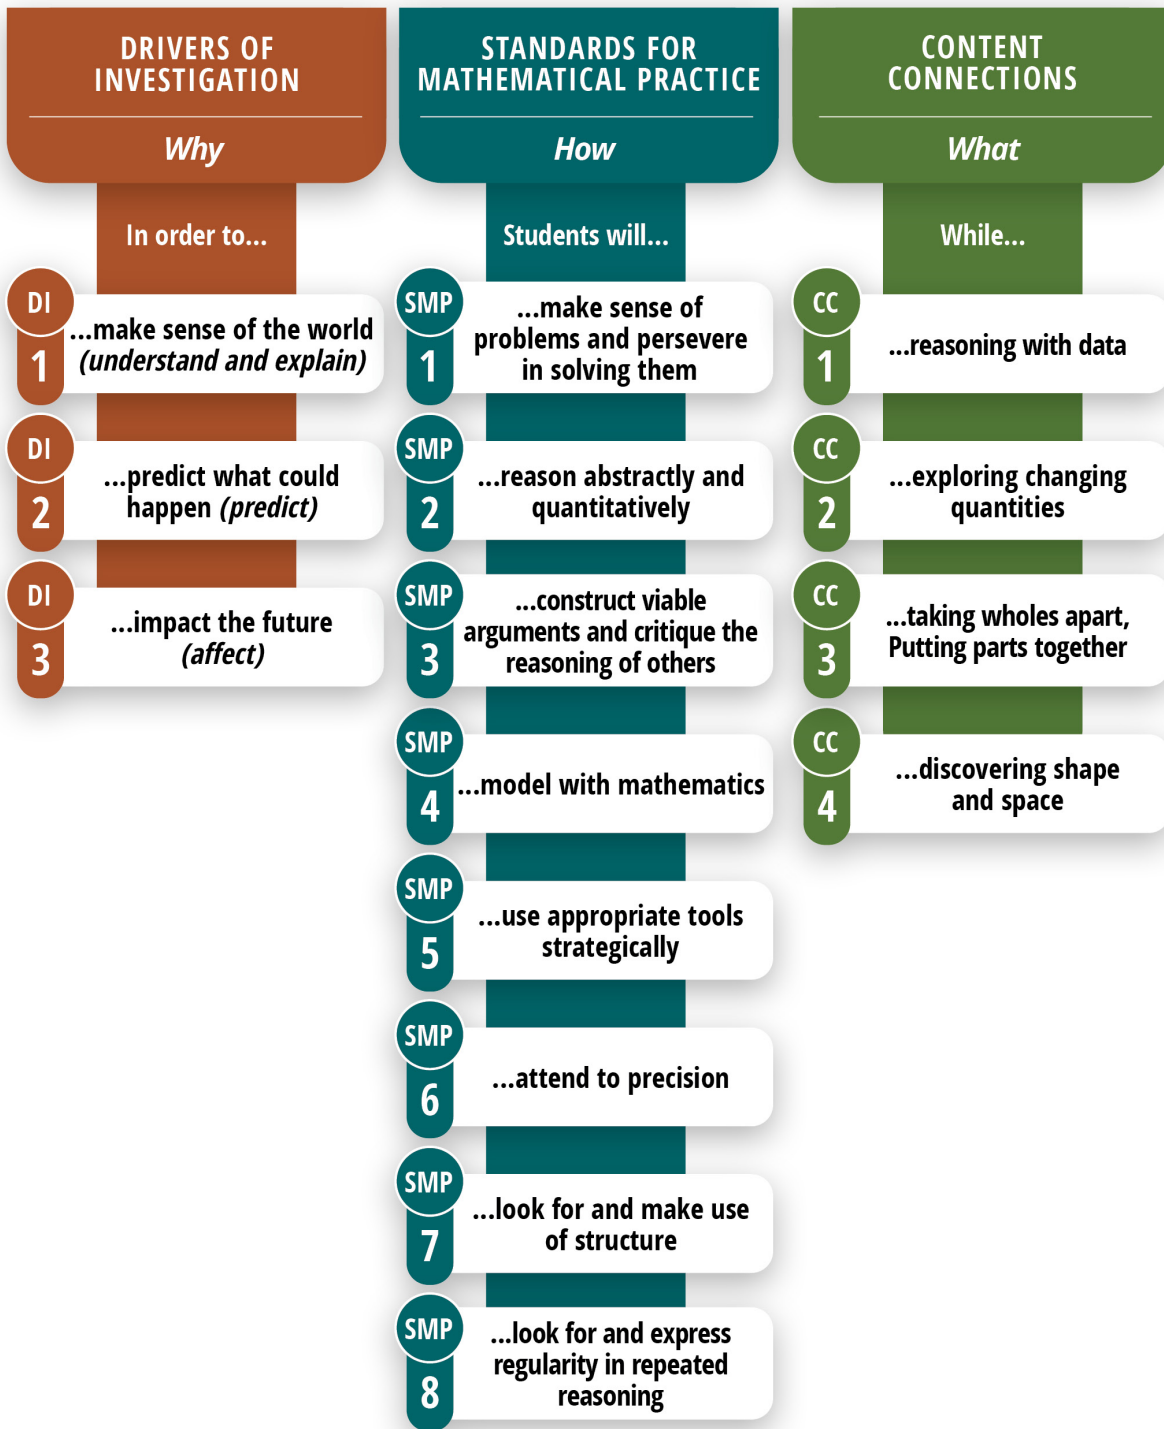 DRIVERS OF
INVESTIGATION
Why
In order to...
DI
1
...make sense of the world
(understand and explain)
DI
2
...predict what could
happen (predict)
DI
3
...impact the future
(affect)
STANDARDS FOR
MATHEMATICAL PRACTICE
How
Students will...
SMP
1
...make sense of
problems and persevere
in solving them
SMP
2
...reason abstractly and
quantitatively
SMP
3
...construct viable
arguments and critique the
reasoning of others
SMP
4
...model with mathematics
SMP
5
...use appropriate tools
strategically
SMP
6
...attend to precision
SMP
7
...look for and make use
of structure
SMP
8
...look for and express
regularity in repeated
reasoning
CONTENT
CONNECTIONS
What
While...
CC
1
...reasoning with data
CC
2
...exploring changing
quantities
CC
3
...taking wholes apart,
Putting parts together
CC
4
...discovering shape
and space